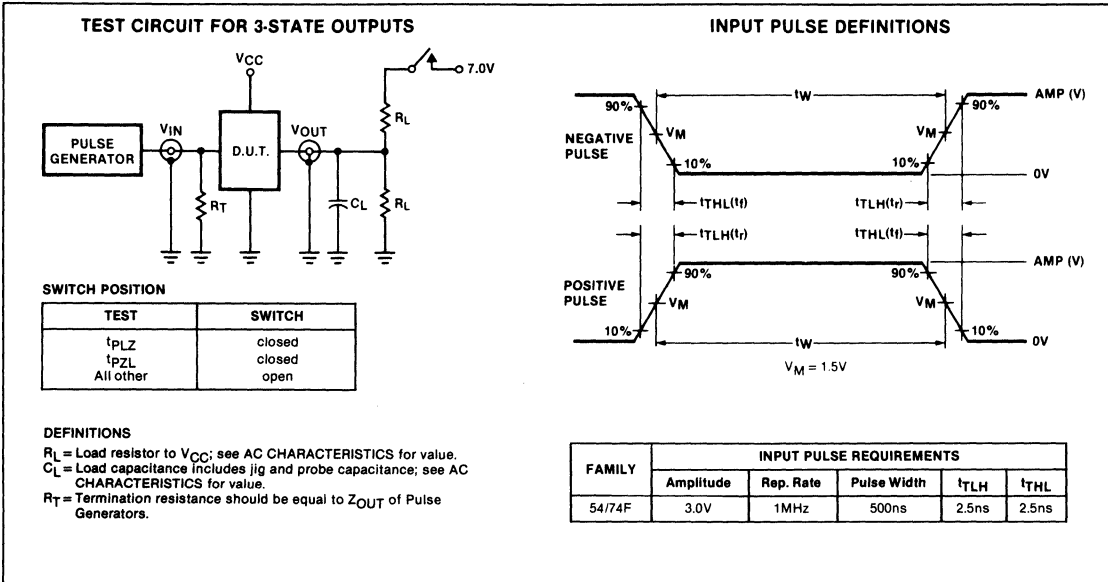 TEST CIRCUIT FOR 3-STATE OUTPUTS
VCC
7.0V
RL
VIN
VOUT
PULSE
GENERATOR
D.U.T.
RT
CL
RL
SWITCH POSITION
TEST SWITCH
tPLZ closed
tPZL closed
All other open
DEFINITIONS
RL = Load resistor to VCC; see AC CHARACTERISTICS for value.
CL = Load capacitance includes jig and probe capacitance; see AC
CHARACTERISTICS for value.
RT = Termination resistance should be equal to ZOUT of Pulse
Generators.
INPUT PULSE DEFINITIONS
90% tW 90% AMP (V)
NEGATIVE
PULSE
VM VM
10% 10%
0V
tTHL(tf) tTLH(tr)
tTLH(tr) tTHL(tf)
AMP (V)
90% 90%
POSITIVE
PULSE
VM VM
10% 10%
tW 0V
VM = 1.5V
FAMILY INPUT PULSE REQUIREMENTS
Amplitude Rep. Rate Pulse Width tTLH tTHL
54/74F 3.0V 1MHz 500ns 2.5ns 2.5ns